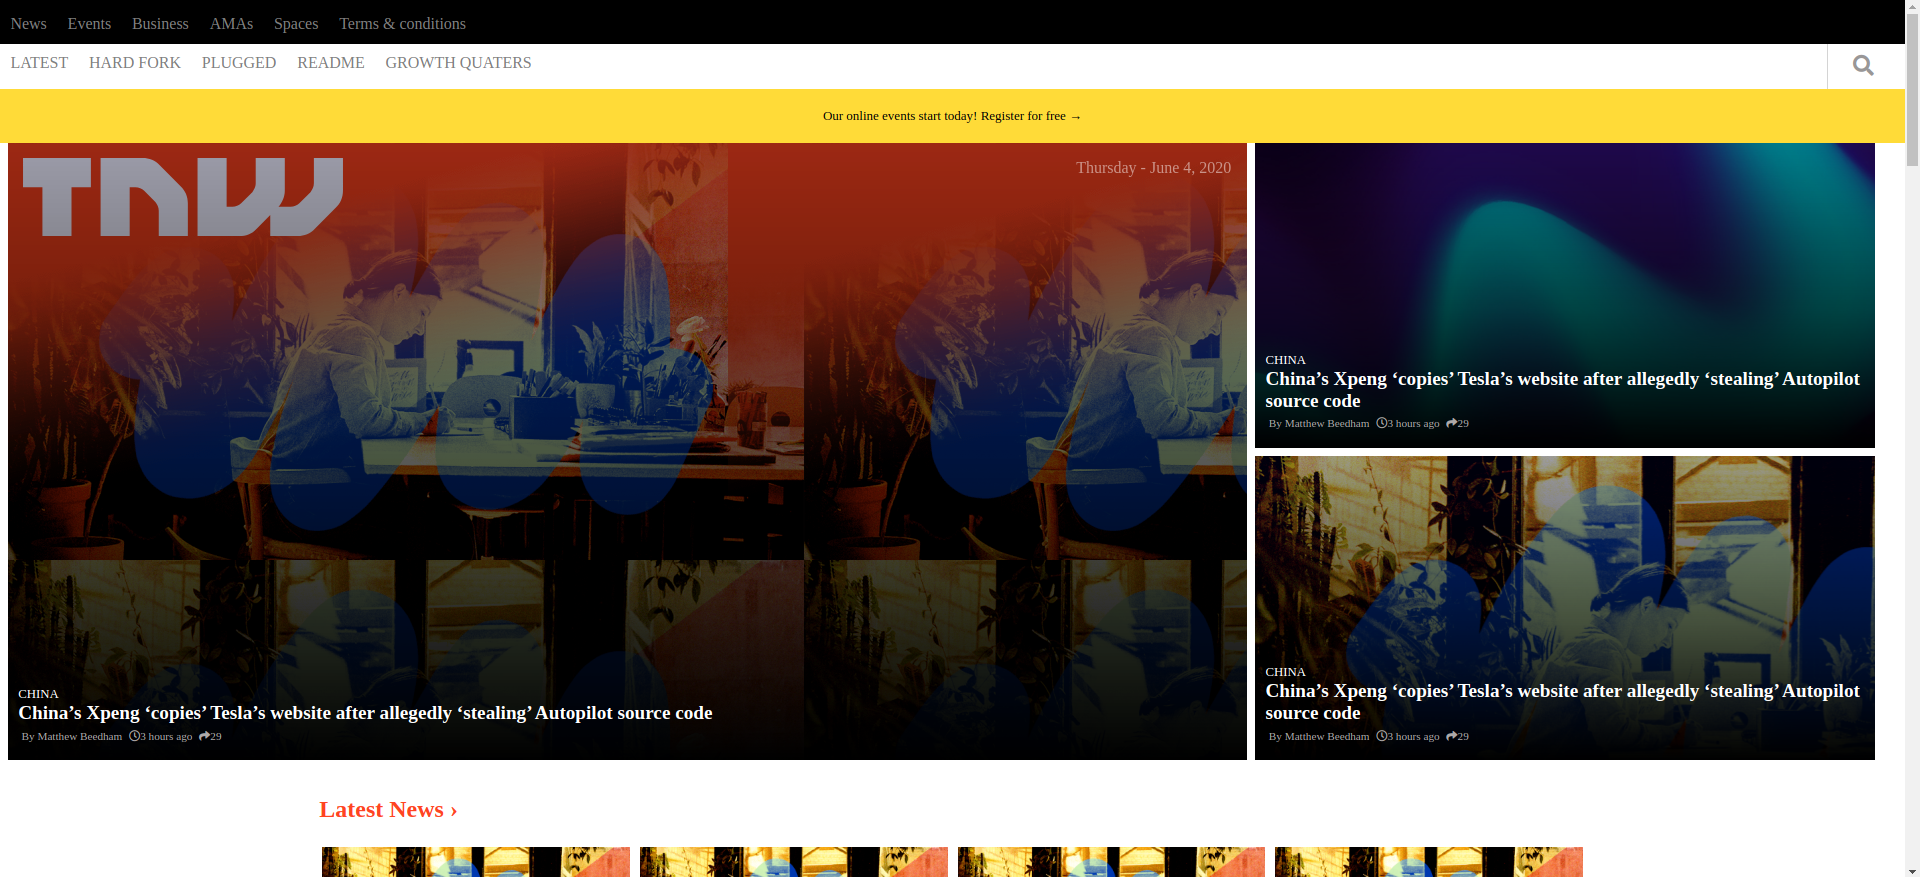 News Events Business AMAs Spaces Terms & conditions
LATEST HARD FORK PLUGGED README GROWTH QUATERS
Our online events start today! Register for free →
TNW
Thursday - June 4, 2020
CHINA
China’s Xpeng ‘copies’ Tesla’s website after allegedly ‘stealing’ Autopilot source code
By Matthew Beedham 3 hours ago 29
CHINA
China’s Xpeng ‘copies’ Tesla’s website after allegedly ‘stealing’ Autopilot
source code
By Matthew Beedham 3 hours ago 29
CHINA
China’s Xpeng ‘copies’ Tesla’s website after allegedly ‘stealing’ Autopilot
source code
By Matthew Beedham 3 hours ago 29
Latest News ›